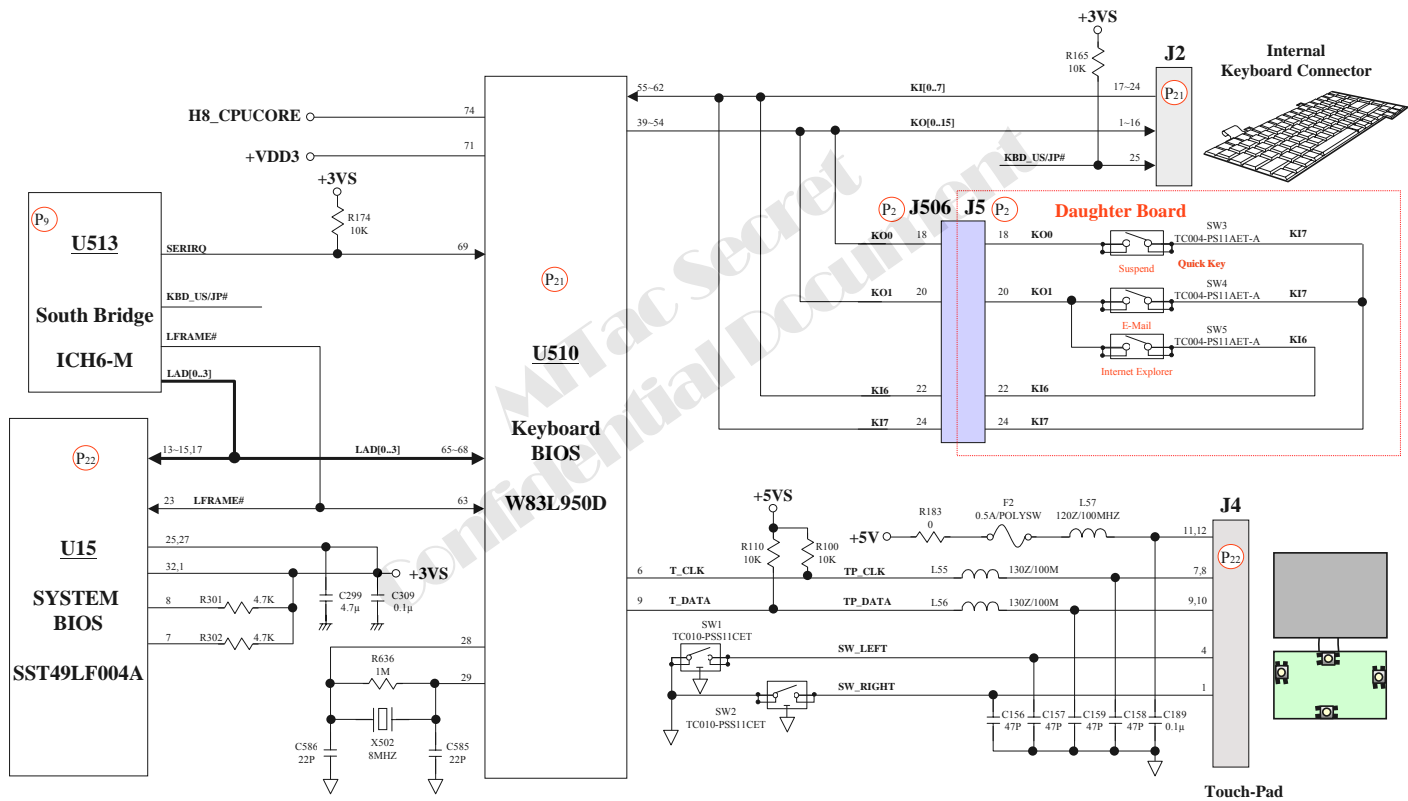 +3VS
R165
10K
J2
Internal
Keyboard Connector
55~62
KI[0..7]
17~24
P21
H8_CPUCORE
74
39~54
KO[0..15]
1~16
+VDD3
71
KBD_US/JP#
25
+3VS
R174
10K
P9
U513
SERIRQ
69
KBD_US/JP#
South Bridge
LFRAME#
ICH6-M
LAD[0..3]
P21
U510
Keyboard
BIOS
W83L950D
P2
J506
J5
P2
Daughter Board
KO0
18
18
KO0
SW3
TC004-PS11AET-A
KI7
Suspend
Quick Key
KO1
20
20
KO1
SW4
TC004-PS11AET-A
KI7
E-Mail
SW5
TC004-PS11AET-A
KI6
Internet Explorer
KI6
22
22
KI6
KI7
24
24
KI7
MiTac Secret
Confidential Document
P22
13~15,17
LAD[0..3]
65~68
23
LFRAME#
63
U15
SYSTEM
BIOS
SST49LF004A
25,27
32,1
+3VS
8
R301
4.7K
7
R302
4.7K
C299
4.7µ
C309
0.1µ
28
R636
1M
29
X502
8MHZ
C586
22P
C585
22P
+5VS
R110
10K
R100
10K
+5V
R183
0
F2
0.5A/POLYSW
L57
120Z/100MHZ
J4
11,12
P22
6
T_CLK
TP_CLK
L55
130Z/100M
7,8
9
T_DATA
TP_DATA
L56
130Z/100M
9,10
SW1
TC010-PSS11CET
SW_LEFT
4
SW_RIGHT
1
SW2
TC010-PSS11CET
C156
47P
C157
47P
C159
47P
C158
47P
C189
0.1µ
Touch-Pad